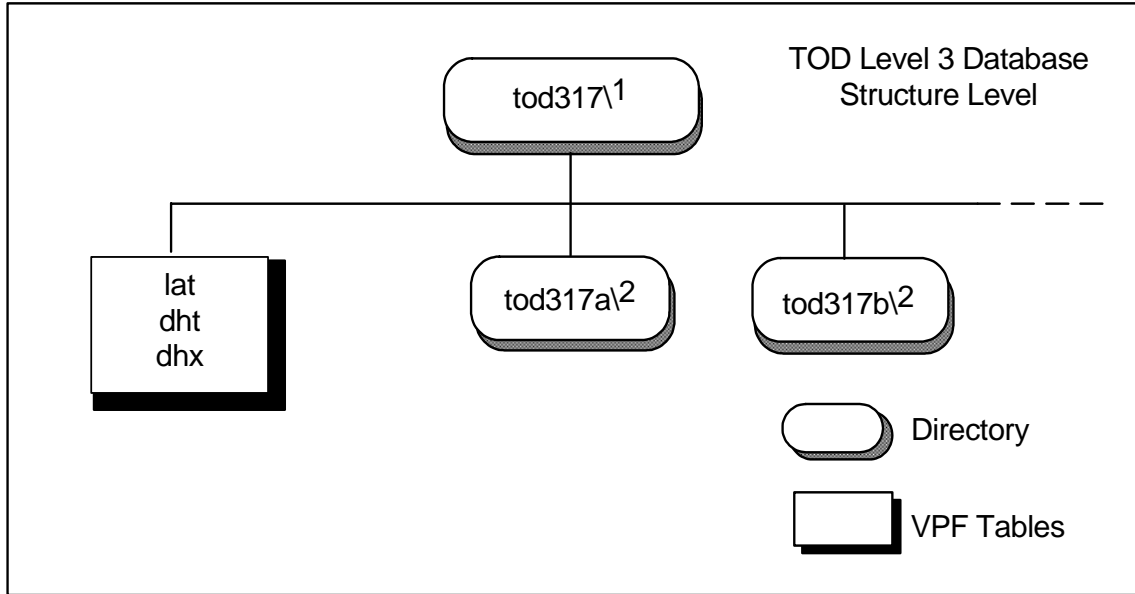 TOD Level 3 Database
Structure Level
tod317\1
lat
dht
dhx
tod317a\2
tod317b\2
Directory
VPF Tables